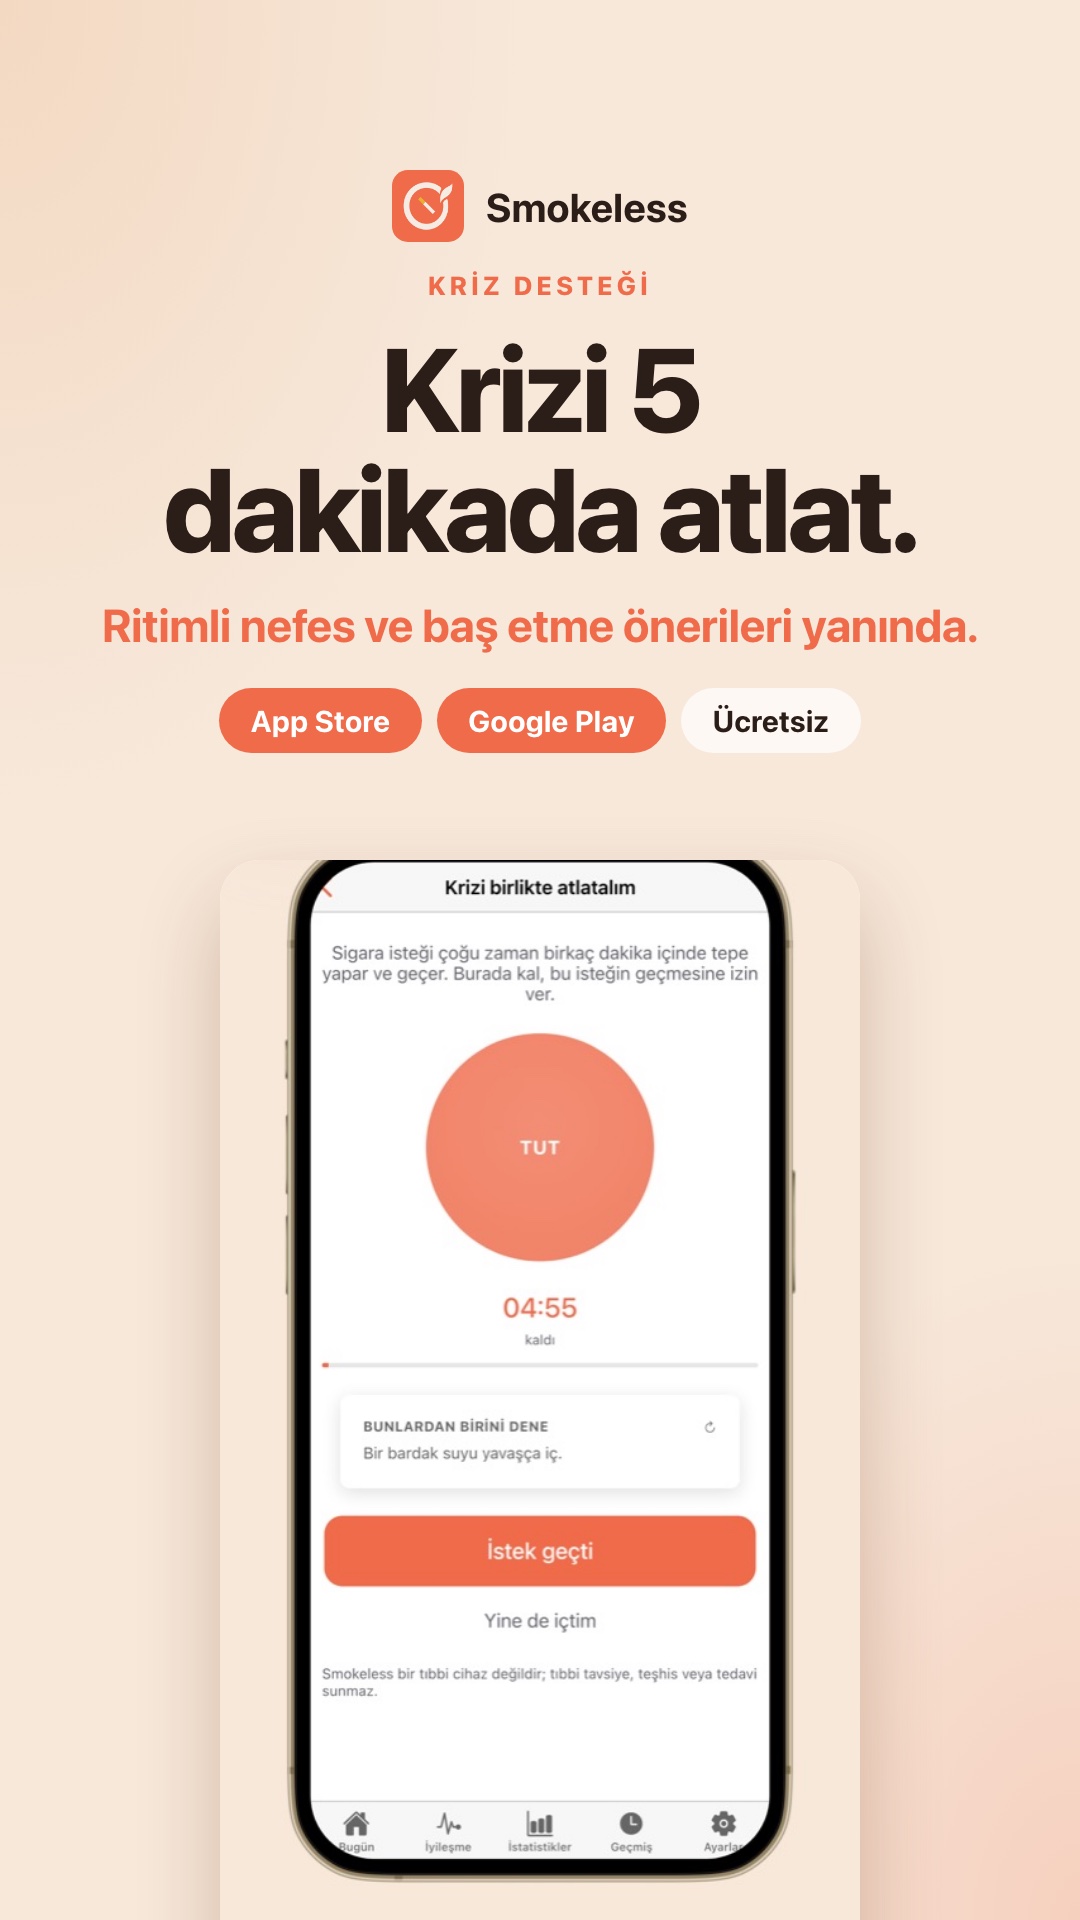 Smokeless
KRİZ DESTEĞİ
Krizi 5
dakikada atlat.
Ritimli nefes ve baş etme önerileri yanında.
App Store
Google Play
Ücretsiz
Krizi birlikte atlatalım
Sigara isteği çoğu zaman birkaç dakika içinde tepe
yapar ve geçer. Burada kal, bu isteğin geçmesine izin
ver.
TUT
04:55
kaldı
BUNLARDAN BİRİNİ DENE
Bir bardak suyu yavaşça iç.
İstek geçti
Yine de içtim
Smokeless bir tıbbi cihaz değildir; tıbbi tavsiye, teşhis veya tedavi
sunmaz.
Bugün
İyileşme
İstatistikler
Geçmiş
Ayarlar